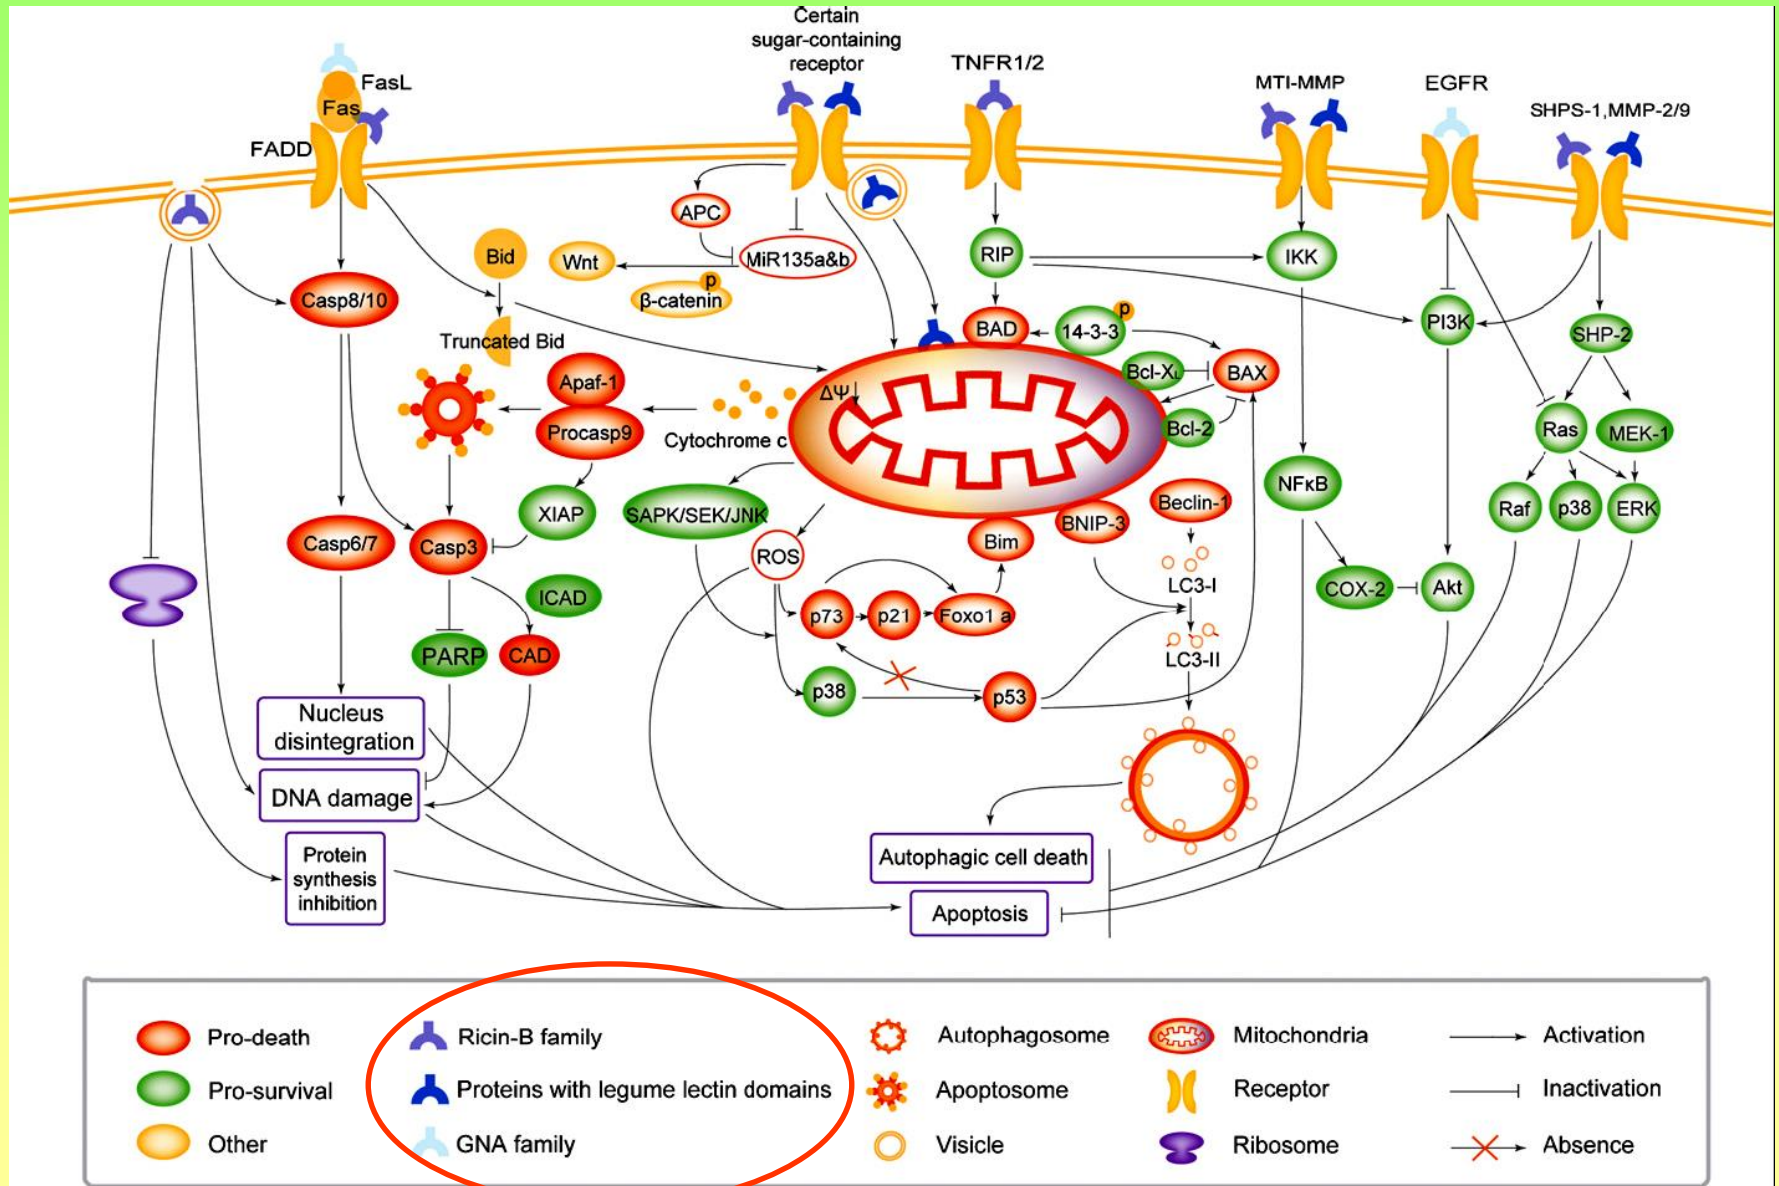 Certain
sugar-containing
receptor
TNFR1/2
FasL
Fas
FADD
MTI-MMP
EGFR
SHPS-1,MMP-2/9
APC
Bid
Wnt
MiR135a&b
p
β-catenin
RIP
IKK
Casp8/10
Truncated Bid
BAD
14-3-3
p
PI3K
SHP-2
Apaf-1
Procasp9
Cytochrome c
ΔΨ↓
Bcl-XL
BAX
Bcl-2
Ras
MEK-1
XIAP
SAPK/SEK/JNK
Beclin-1
NFκB
Raf
p38
ERK
Casp6/7
Casp3
ROS
Bim
BNIP-3
LC3-I
ICAD
p73
p21
Foxo1 a
COX-2
Akt
PARP
CAD
LC3-II
p38
p53
Nucleus
disintegration
DNA damage
Protein
synthesis
inhibition
Autophagic cell death
Apoptosis
Pro-death
Ricin-B family
Autophagosome
Mitochondria
Activation
Pro-survival
Proteins with legume lectin domains
Apoptosome
Receptor
Inactivation
Other
GNA family
Visicle
Ribosome
Absence